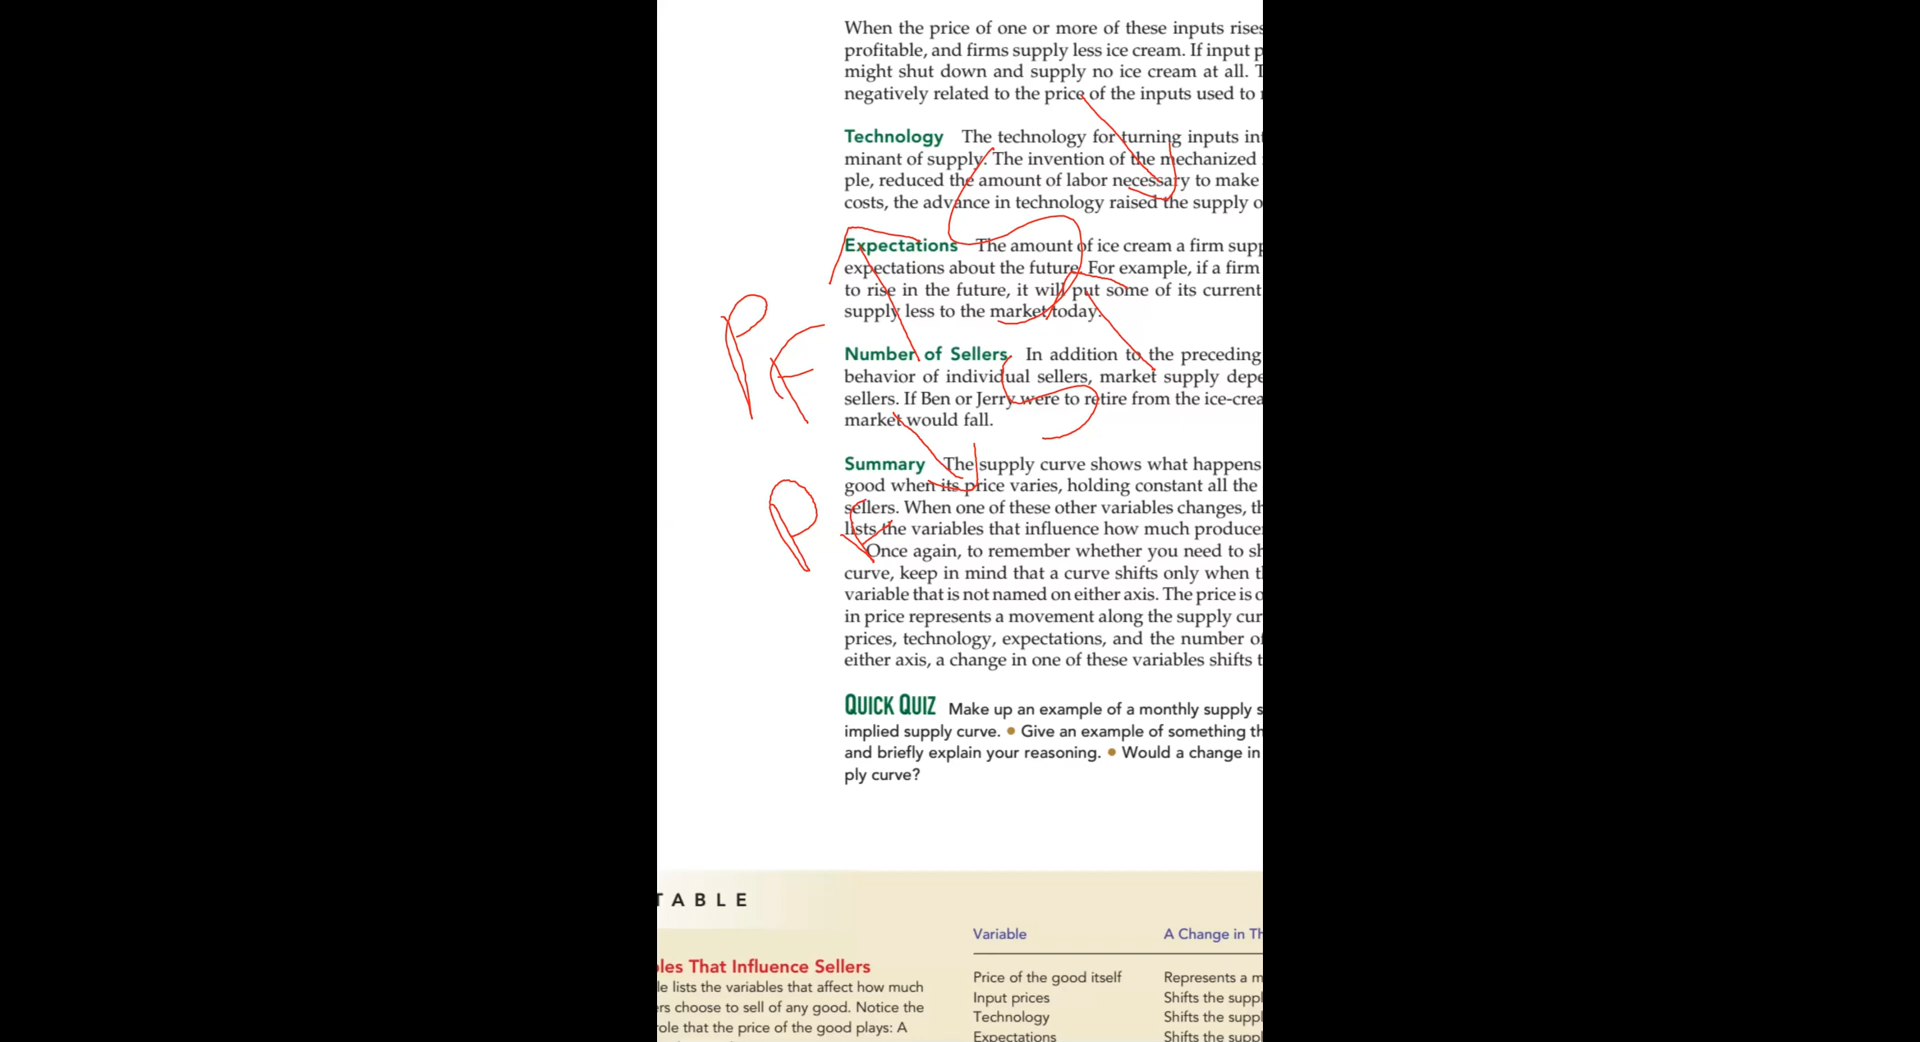 When the price of one or more of these inputs rises
profitable, and firms supply less ice cream. If input p
might shut down and supply no ice cream at all. T
negatively related to the price of the inputs used to
Technology The technology for turning inputs int
minant of supply. The invention of the mechanized
ple, reduced the amount of labor necessary to make
costs, the advance in technology raised the supply o
Expectations The amount of ice cream a firm supp
expectations about the future. For example, if a firm
to rise in the future, it will put some of its current
supply less to the market today.
PF S
Number of Sellers In addition to the preceding
behavior of individual sellers, market supply depe
sellers. If Ben or Jerry were to retire from the ice-crea
market would fall.
S
Summary The supply curve shows what happens
good when its price varies, holding constant all the
sellers. When one of these other variables changes, th
lists the variables that influence how much produce
PF
Once again, to remember whether you need to sh
curve, keep in mind that a curve shifts only when t
variable that is not named on either axis. The price is o
in price represents a movement along the supply cur
prices, technology, expectations, and the number of
either axis, a change in one of these variables shifts t
QUICK QUIZ Make up an example of a monthly supply s
implied supply curve. • Give an example of something th
and briefly explain your reasoning. • Would a change in
ply curve?
TABLE
Variable A Change in Th
les That Influence Sellers
le lists the variables that affect how much
rs choose to sell of any good. Notice the
role that the price of the good plays: A
Price of the good itself Represents a m
Input prices Shifts the suppl
Technology Shifts the suppl
Expectations Shifts the suppl